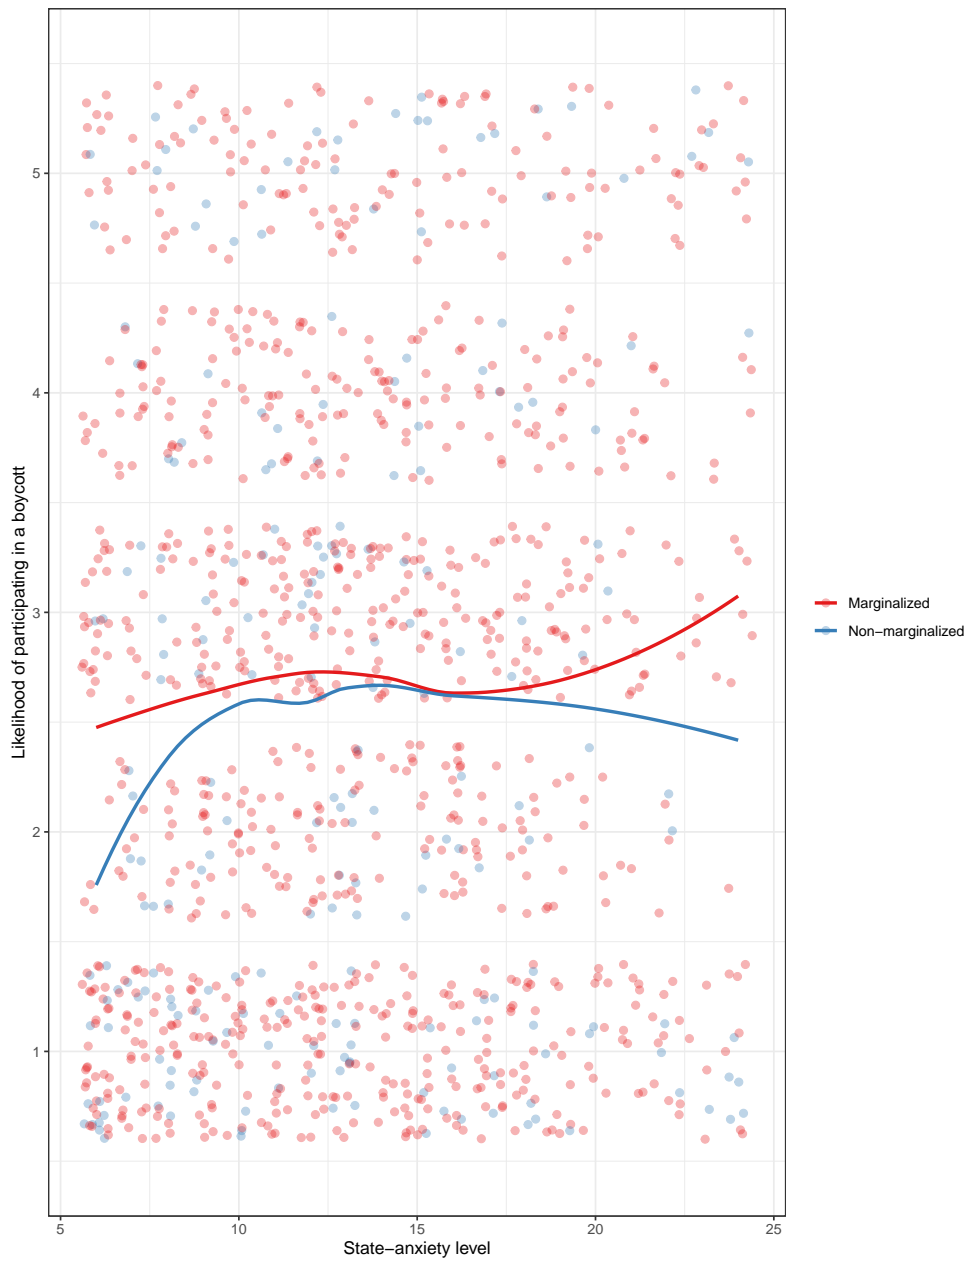 5
4
3
2
1
Likelihood of participating in a boycott
5
10
15
20
25
State−anxiety level
Marginalized
Non−marginalized